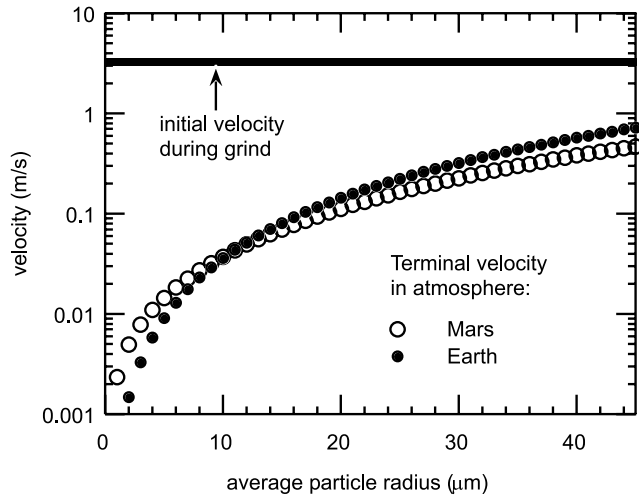 10
1
0.1
0.01
0.001
velocity (m/s)
initial velocity
during grind
Terminal velocity
in atmosphere:
Mars
Earth
0 10 20 30 40
average particle radius (μm)